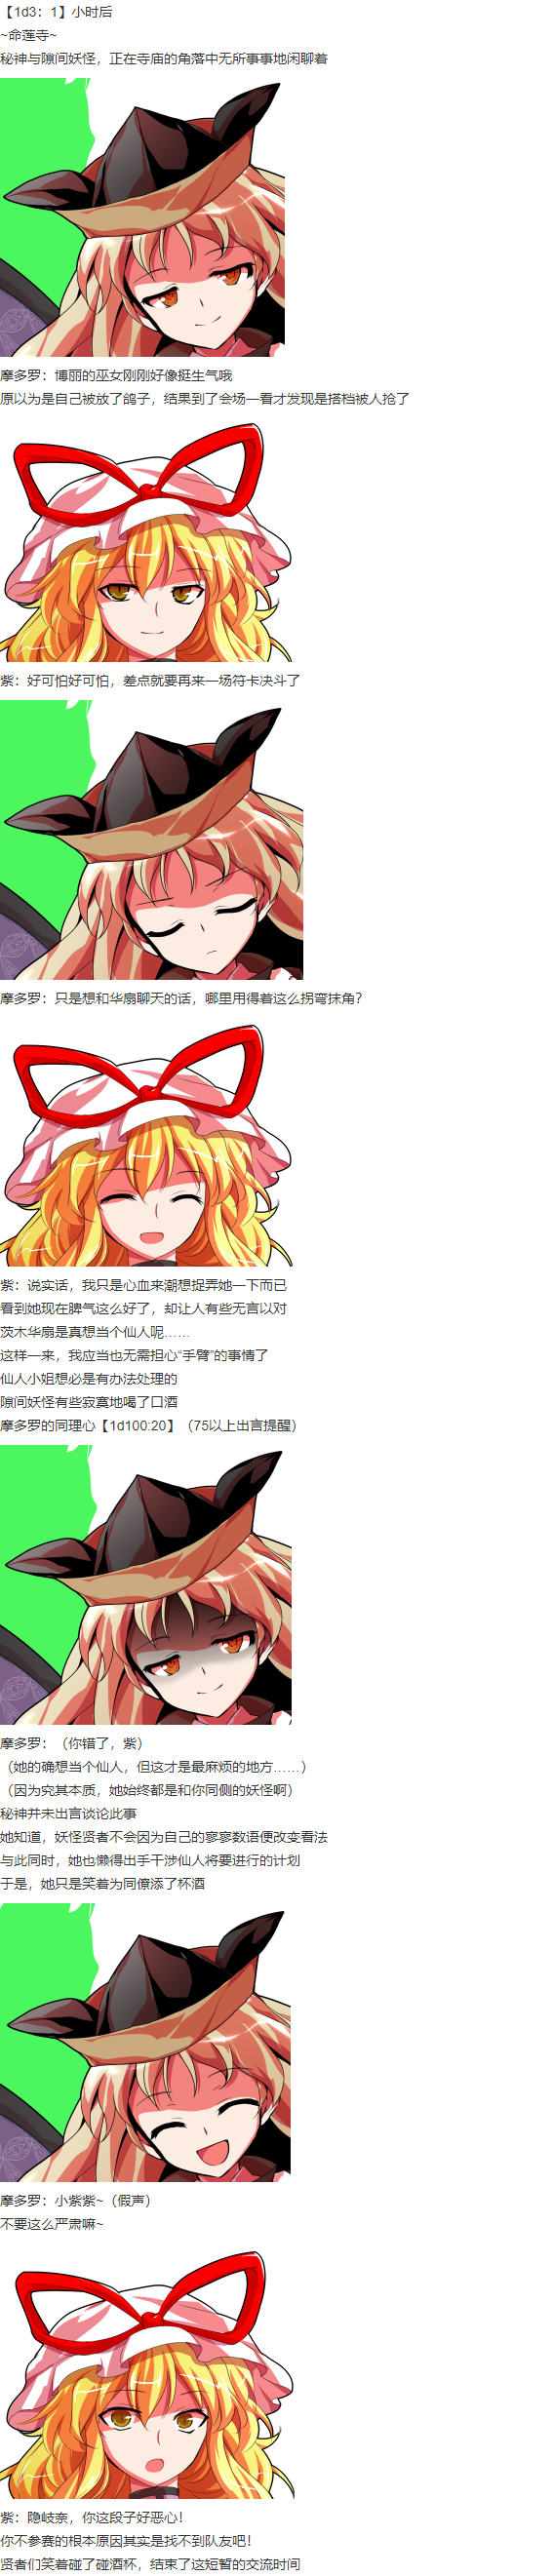 【1d3：1】小时后
~命莲寺~
秘神与隙间妖怪，正在寺庙的角落中无所事事地闲聊着
摩多罗：博丽的巫女刚刚好像挺生气哦
原以为是自己被放了鸽子，结果到了会场一看才发现是搭档被人抢了
紫：好可怕好可怕，差点就要再来一场符卡决斗了
摩多罗：只是想和华扇聊天的话，哪里用得着这么拐弯抹角？
紫：说实话，我只是心血来潮想捉弄她一下而已
看到她现在脾气这么好了，却让人有些无言以对
茨木华扇是真想当个仙人呢……
这样一来，我应当也无需担心“手臂”的事情了
仙人小姐想必是有办法处理的
隙间妖怪有些寂寞地喝了口酒
摩多罗的同理心【1d100:20】（75以上出言提醒）
摩多罗：（你错了，紫）
（她的确想当个仙人，但这才是最麻烦的地方……）
（因为究其本质，她始终都是和你同侧的妖怪啊）
秘神并未出言谈论此事
她知道，妖怪贤者不会因为自己的寥寥数语便改变看法
与此同时，她也懒得出手干涉仙人将要进行的计划
于是，她只是笑着为同僚添了杯酒
摩多罗：小紫紫~（假声）
不要这么严肃嘛~
紫：隐岐奈，你这段子好恶心！
你不参赛的根本原因其实是找不到队友吧！
贤者们笑着碰了碰酒杯，结束了这短暂的交流时间